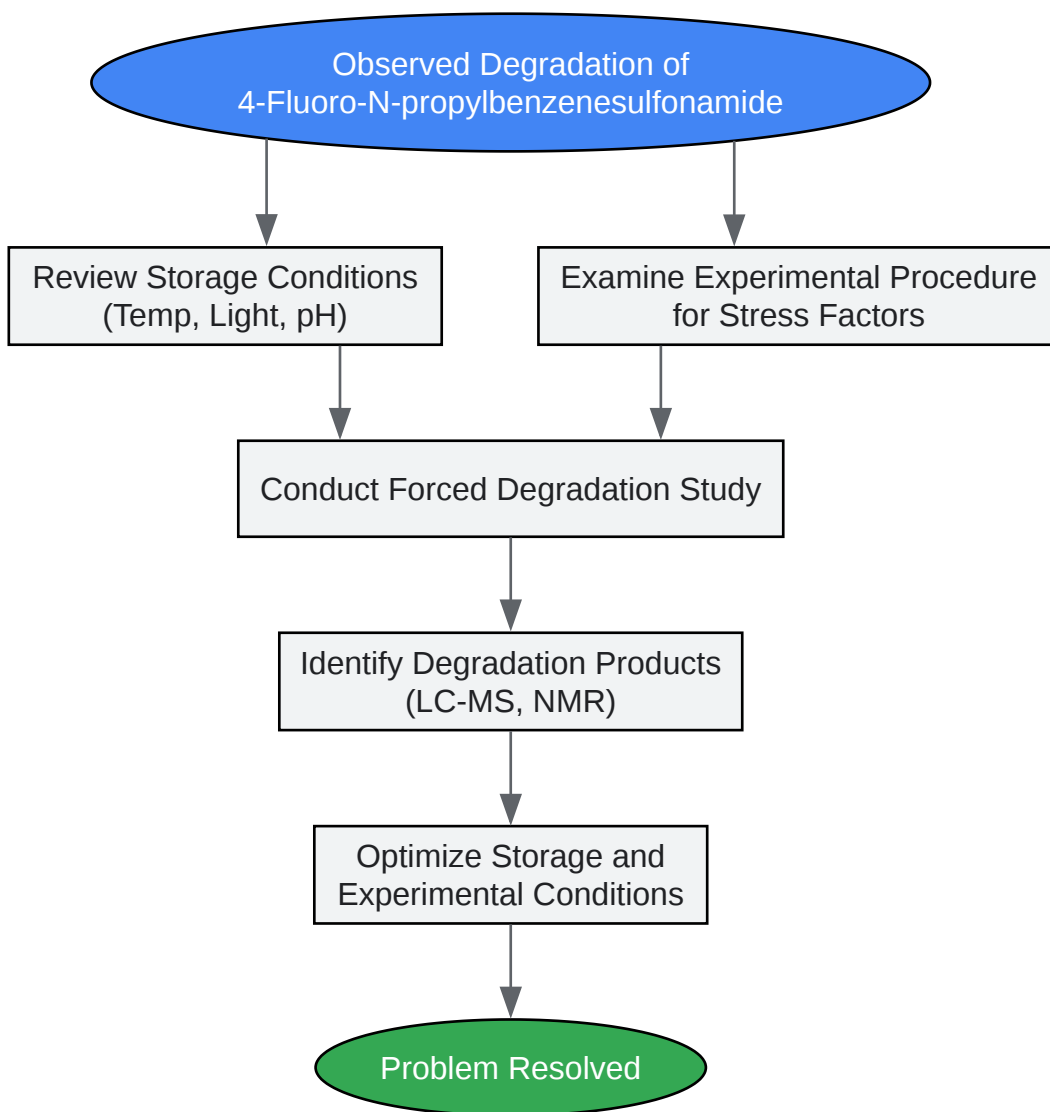 Observed Degradation of
4-Fluoro-N-propylbenzenesulfonamide
Review Storage Conditions
(Temp, Light, pH)
Examine Experimental Procedure
for Stress Factors
Conduct Forced Degradation Study
Identify Degradation Products
(LC-MS, NMR)
Optimize Storage and
Experimental Conditions
Problem Resolved